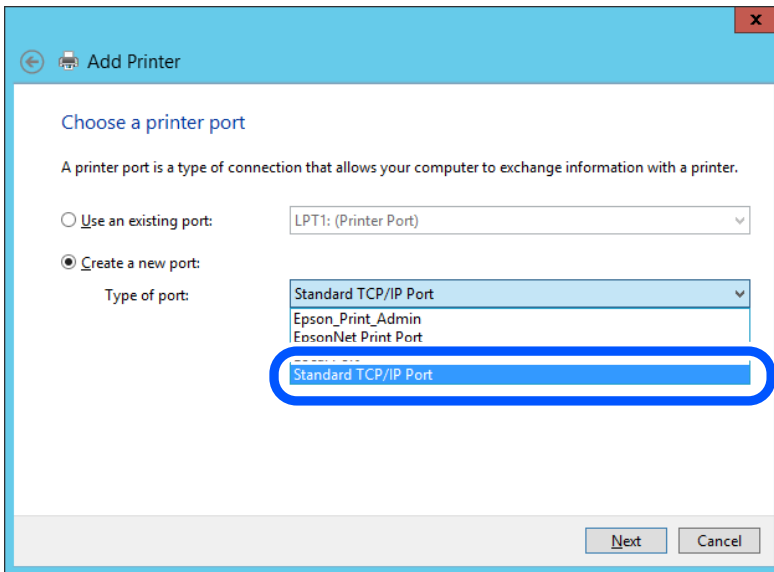 x
Add Printer
Choose a printer port
A printer port is a type of connection that allows your computer to exchange information with a printer.
Use an existing port: LPT1: (Printer Port)
Create a new port:
Type of port: Standard TCP/IP Port
Epson_Print_Admin
EpsonNet Print Port
Standard TCP/IP Port
Next Cancel